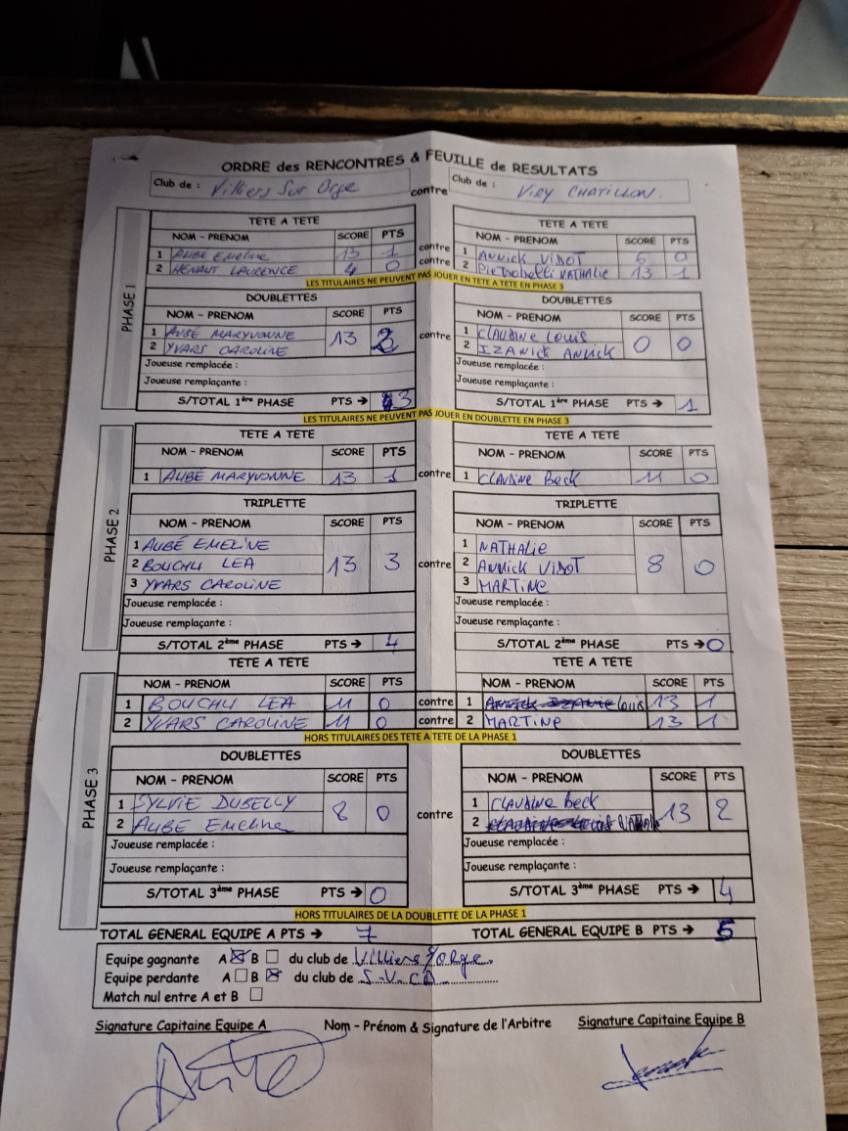 ORDRE des RENCONTRES & FEUILLE de RESULTATS
Club de : Villiers Sur Orge contre Club de : VIRY CHATILLON.
PHASE 1
TETE A TETE TETE A TETE
NOM - PRENOM SCORE PTS NOM - PRENOM SCORE PTS
1 AUBÉ Emeline 13 1 contre 1 ANNICK VIDOT 6 0
2 HENAUT LAURENCE 4 0 contre 2 Pietrobelli NATHALIE 13 1
LES TITULAIRES NE PEUVENT PAS JOUER EN TETE A TETE EN PHASE 3
DOUBLETTES DOUBLETTES
NOM - PRENOM SCORE PTS NOM - PRENOM SCORE PTS
1 AUBÉ MARYVONNE 13 2 contre 1 CLAUDINE Louis 0 0
2 YVARS CAROLINE 2 IZANICK ANNICK
Joueuse remplacée : Joueuse remplacée :
Joueuse remplaçante : Joueuse remplaçante :
S/TOTAL 1ère PHASE PTS → 3 S/TOTAL 1ère PHASE PTS → 1
LES TITULAIRES NE PEUVENT PAS JOUER EN DOUBLETTE EN PHASE 3
PHASE 2
TETE A TETE TETE A TETE
NOM - PRENOM SCORE PTS NOM - PRENOM SCORE PTS
1 AUBÉ MARYVONNE 13 1 contre 1 CLAUDINE Beck 11 0
TRIPLETTE TRIPLETTE
NOM - PRENOM SCORE PTS NOM - PRENOM SCORE PTS
1 AUBÉ EMELINE 1 NATHALIE
2 BOUCHU LEA 13 3 contre 2 ANNICK VIDOT 8 0
3 YVARS CAROLINE 3 MARTINE
Joueuse remplacée : Joueuse remplacée :
Joueuse remplaçante : Joueuse remplaçante :
S/TOTAL 2ème PHASE PTS → 4 S/TOTAL 2ème PHASE PTS → 0
PHASE 3
TETE A TETE TETE A TETE
NOM - PRENOM SCORE PTS NOM - PRENOM SCORE PTS
1 BOUCHU LEA 11 0 contre 1 Louis 13 1
2 YVARS CAROLINE 11 0 contre 2 MARTINE 13 1
HORS TITULAIRES DES TETE A TETE DE LA PHASE 1
DOUBLETTES DOUBLETTES
NOM - PRENOM SCORE PTS NOM - PRENOM SCORE PTS
1 SYLVIE DUBELLY 8 0 contre 1 CLAUDINE beck 13 2
2 AUBÉ Emeline 2
Joueuse remplacée : Joueuse remplacée :
Joueuse remplaçante : Joueuse remplaçante :
S/TOTAL 3ème PHASE PTS → 0 S/TOTAL 3ème PHASE PTS → 4
HORS TITULAIRES DE LA DOUBLETTE DE LA PHASE 1
TOTAL GENERAL EQUIPE A PTS → 7 TOTAL GENERAL EQUIPE B PTS → 5
Equipe gagnante A B du club de Villiers/Orge.
Equipe perdante A B du club de S.V.CD
Match nul entre A et B
Signature Capitaine Equipe A Nom - Prénom & Signature de l'Arbitre Signature Capitaine Equipe B